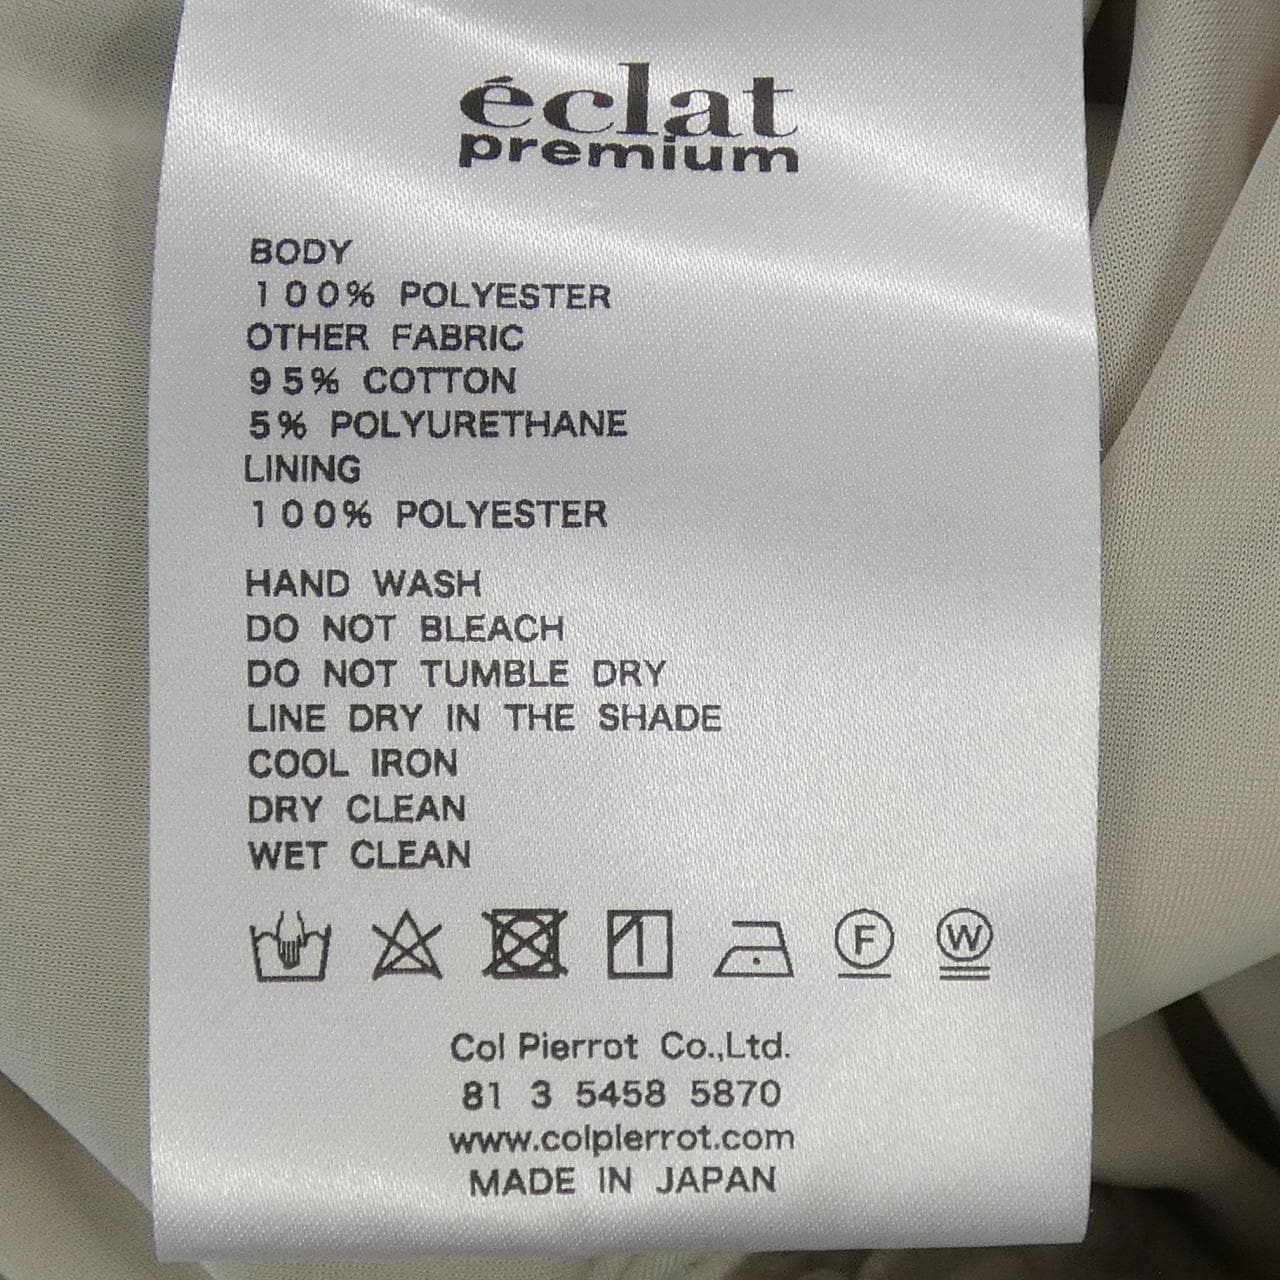 éclat
premium
BODY
100% POLYESTER
OTHER FABRIC
95% COTTON
5% POLYURETHANE
LINING
100% POLYESTER
HAND WASH
DO NOT BLEACH
DO NOT TUMBLE DRY
LINE DRY IN THE SHADE
COOL IRON
DRY CLEAN
WET CLEAN
F W
Col Pierrot Co.,Ltd.
81 3 5458 5870
www.colpierrot.com
MADE IN JAPAN